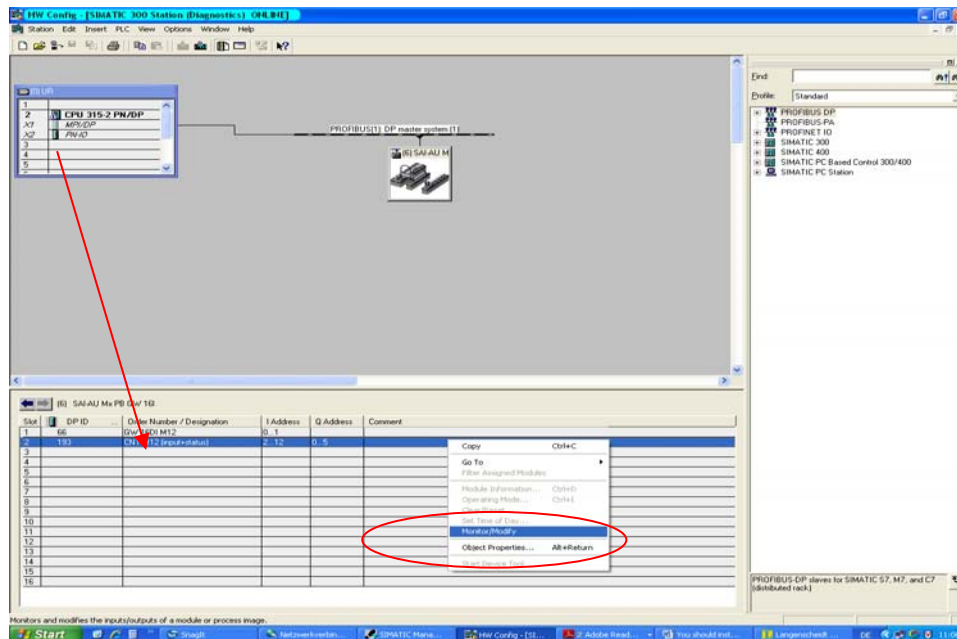 HW Config - [SIMATIC 300 Station (Diagnostics) ONLINE]
Station Edit Insert PLC View Options Window Help
(0) UR
1
2 CPU 315-2 PN/DP
X1 MPI/DP
X2 PN-IO
3
4
5
PROFIBUS(1): DP master system (1)
(6) SAI-AU M
Find:
Profile: Standard
PROFIBUS DP
PROFIBUS-PA
PROFINET IO
SIMATIC 300
SIMATIC 400
SIMATIC PC Based Control 300/400
SIMATIC PC Station
(6) SAI-AU Mx PB GW 16I
Slot DP ID ... Order Number / Designation I Address Q Address Comment
1 66 GW 16DI M12 0...1
2 193 CNT M12 (input+status) 2...12 0...5
3
4
5
6
7
8
9
10
11
12
13
14
15
16
Copy Ctrl+C
Go To
Filter Assigned Modules
Module Information... Ctrl+D
Operating Mode... Ctrl+I
Clear/Reset...
Set Time of Day...
Monitor/Modify
Object Properties... Alt+Return
Start Device Tool...
PROFIBUS-DP slaves for SIMATIC S7, M7, and C7
(distributed rack)
Monitors and modifies the inputs/outputs of a module or process image.
Start SnagIt Netzwerkverbin... SIMATIC Mana... HW Config - [SI... 2 Adobe Read... You should inst... Langenscheidt DE